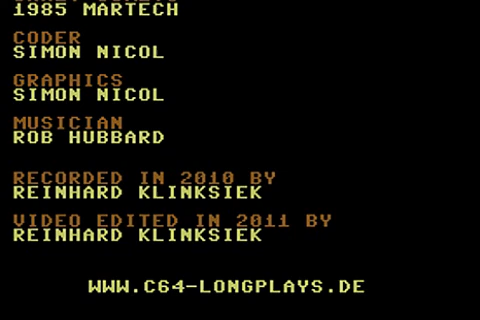 1985 MARTECH
CODER
SIMON NICOL
GRAPHICS
SIMON NICOL
MUSICIAN
ROB HUBBARD
RECORDED IN 2010 BY
REINHARD KLINKSIEK
VIDEO EDITED IN 2011 BY
REINHARD KLINKSIEK
WWW.C64-LONGPLAYS.DE